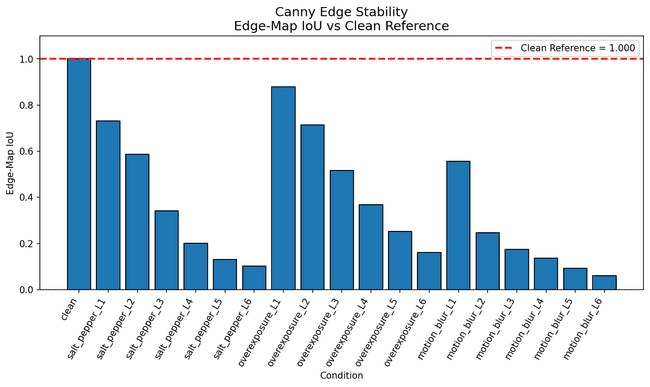 Canny Edge Stability
Edge-Map IoU vs Clean Reference
Clean Reference = 1.000
Edge-Map IoU
1.0
0.8
0.6
0.4
0.2
0.0
clean
salt_pepper_L1
salt_pepper_L2
salt_pepper_L3
salt_pepper_L4
salt_pepper_L5
salt_pepper_L6
overexposure_L1
overexposure_L2
overexposure_L3
overexposure_L4
overexposure_L5
overexposure_L6
motion_blur_L1
motion_blur_L2
motion_blur_L3
motion_blur_L4
motion_blur_L5
motion_blur_L6
Condition